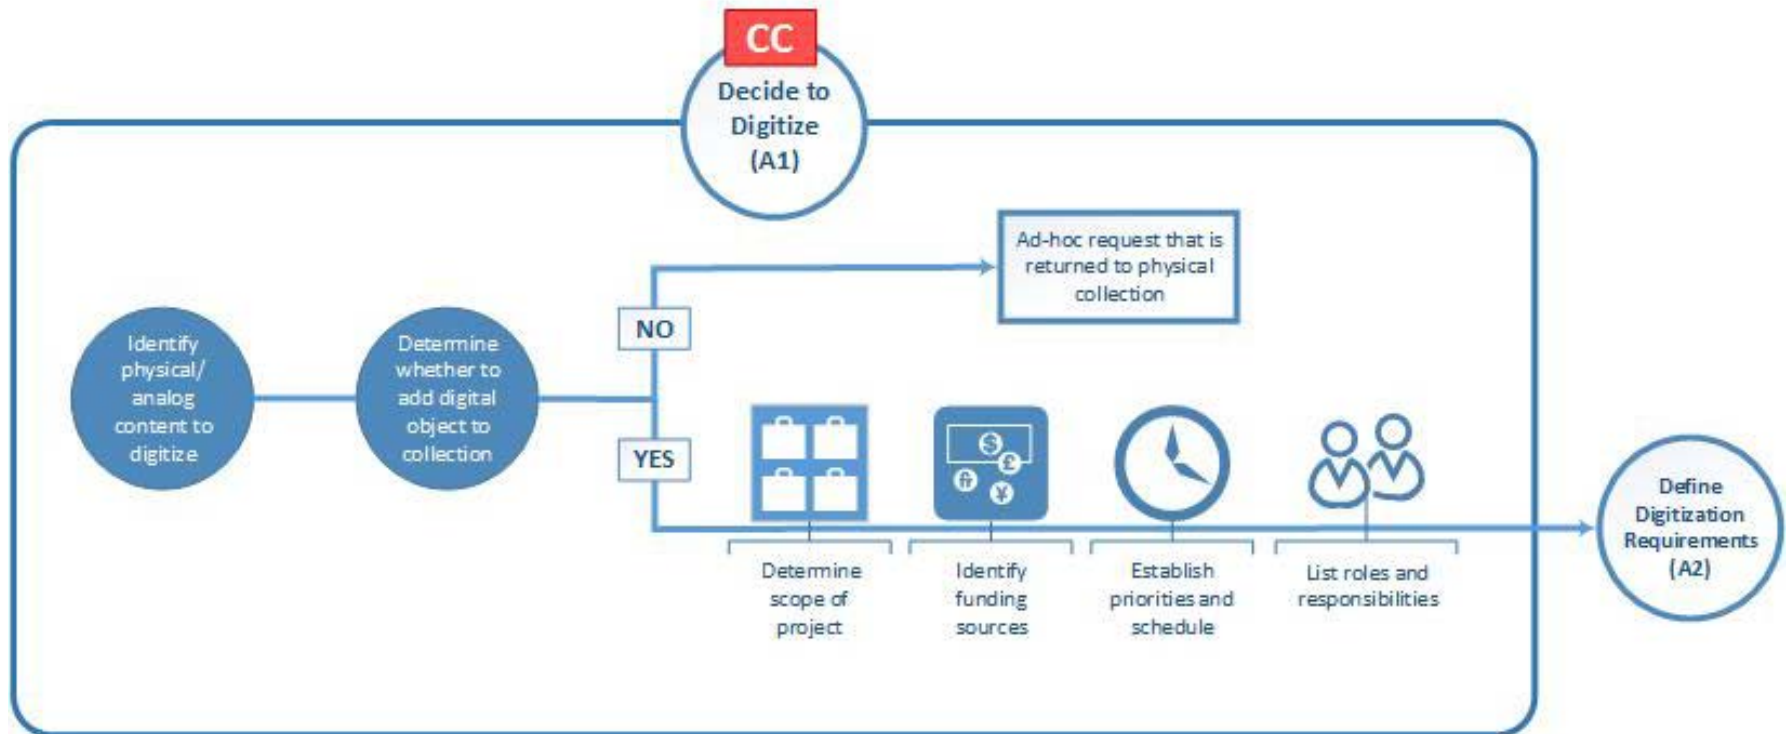 CC
Decide to
Digitize
(A1)
Ad-hoc request that is
returned to physical
collection
NO
Identify
physical/
analog
content to
digitize
Determine
whether to
add digital
object to
collection
YES
$
£
¥
Determine
scope of
project
Identify
funding
sources
Establish
priorities and
schedule
List roles and
responsibilities
Define
Digitization
Requirements
(A2)